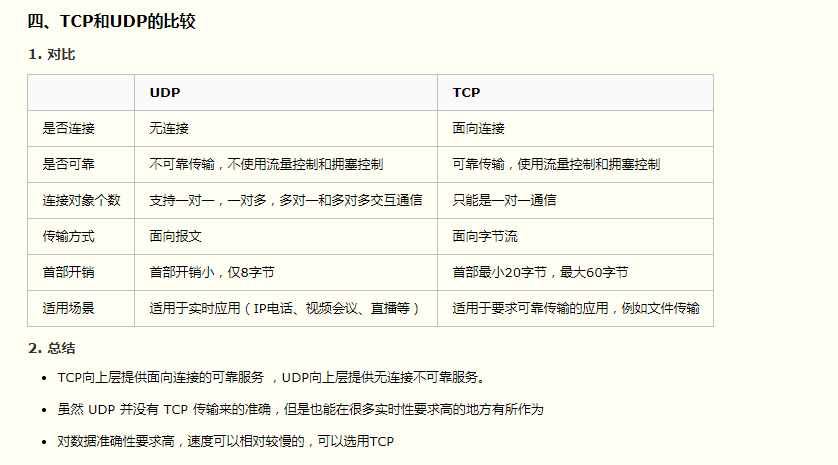 四、TCP和UDP的比较
1. 对比
UDP TCP
是否连接 无连接 面向连接
是否可靠 不可靠传输，不使用流量控制和拥塞控制 可靠传输，使用流量控制和拥塞控制
连接对象个数 支持一对一，一对多，多对一和多对多交互通信 只能是一对一通信
传输方式 面向报文 面向字节流
首部开销 首部开销小，仅8字节 首部最小20字节，最大60字节
适用场景 适用于实时应用（IP电话、视频会议、直播等） 适用于要求可靠传输的应用，例如文件传输
2. 总结
• TCP向上层提供面向连接的可靠服务 ，UDP向上层提供无连接不可靠服务。
• 虽然 UDP 并没有 TCP 传输来的准确，但是也能在很多实时性要求高的地方有所作为
• 对数据准确性要求高，速度可以相对较慢的，可以选用TCP